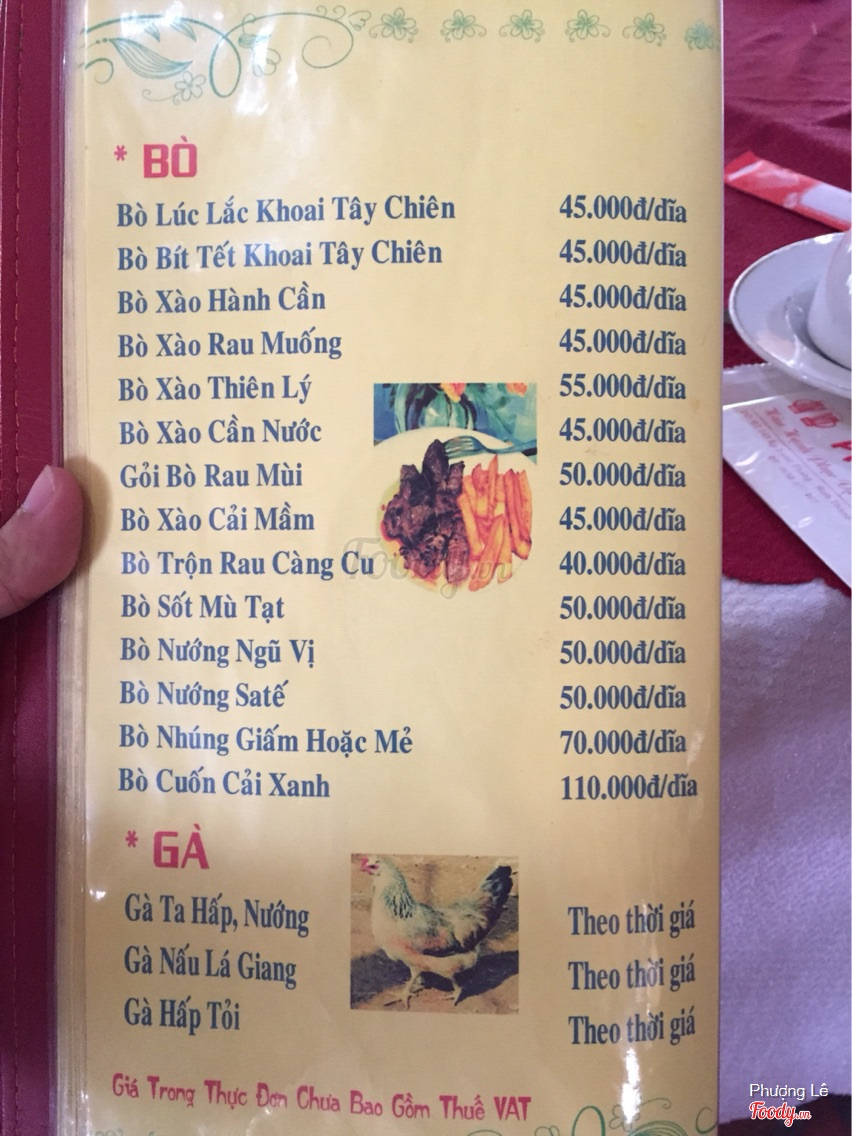 * BÒ
Bò Lúc Lắc Khoai Tây Chiên 45.000đ/dĩa
Bò Bít Tết Khoai Tây Chiên 45.000đ/dĩa
Bò Xào Hành Cần 45.000đ/dĩa
Bò Xào Rau Muống 45.000đ/dĩa
Bò Xào Thiên Lý 55.000đ/dĩa
Bò Xào Cần Nước 45.000đ/dĩa
Gỏi Bò Rau Mùi 50.000đ/dĩa
Bò Xào Cải Mầm 45.000đ/dĩa
Bò Trộn Rau Càng Cu 40.000đ/dĩa
Bò Sốt Mù Tạt 50.000đ/dĩa
Bò Nướng Ngũ Vị 50.000đ/dĩa
Bò Nướng Satế 50.000đ/dĩa
Bò Nhúng Giấm Hoặc Mẻ 70.000đ/dĩa
Bò Cuốn Cải Xanh 110.000đ/dĩa
* GÀ
Gà Ta Hấp, Nướng Theo thời giá
Gà Nấu Lá Giang Theo thời giá
Gà Hấp Tỏi Theo thời giá
Giá Trong Thực Đơn Chưa Bao Gồm Thuế VAT
Foody.vn
Phượng Lê
Foody.vn